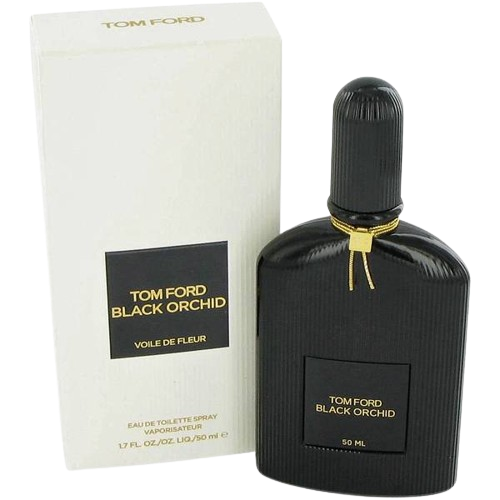 TOM FORD
TOM FORD
BLACK ORCHID
VOILE DE FLEUR
EAU DE TOILETTE SPRAY
VAPORISATEUR
1.7 FL. OZ./OZ. LIQ./50 ml ℮
TOM FORD
BLACK ORCHID
50 ML